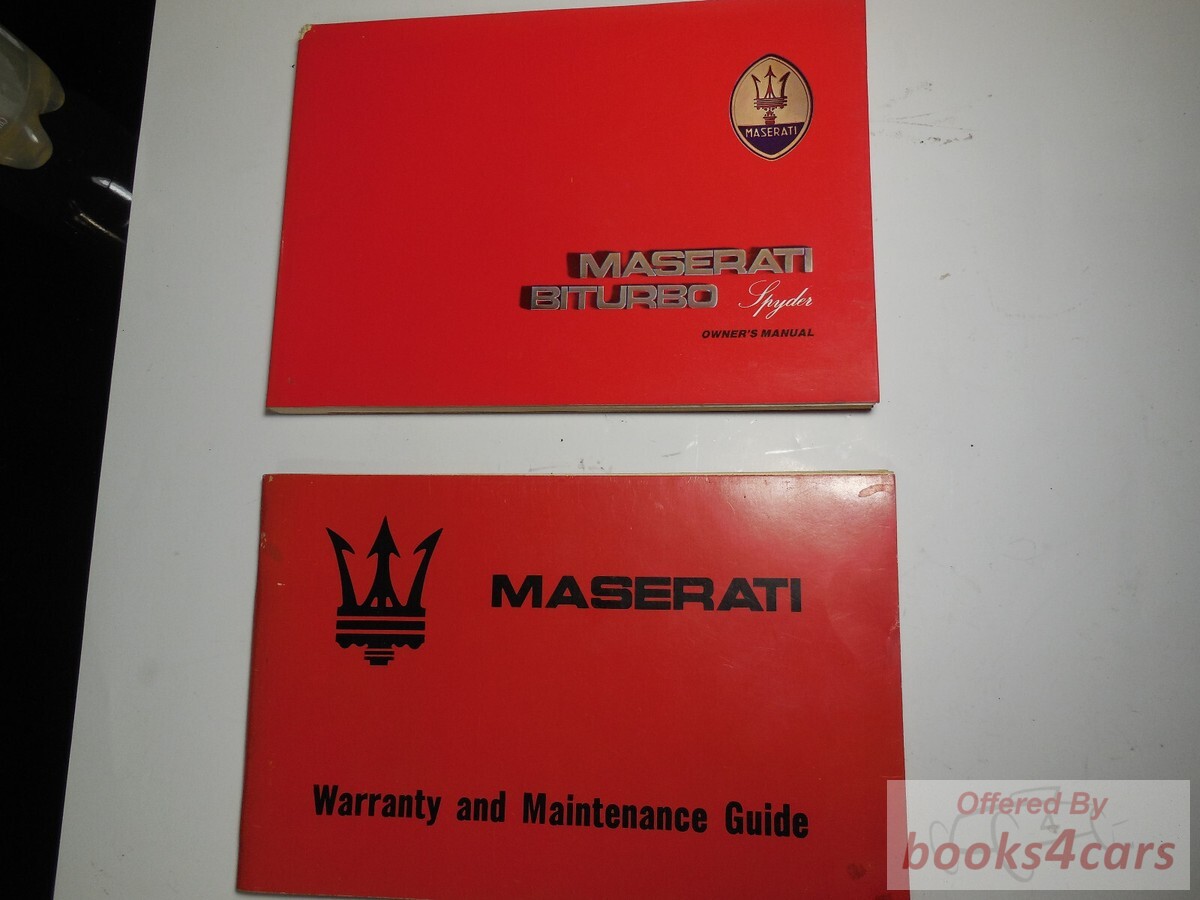 MASERATI
MASERATI
BITURBO Spyder
OWNER'S MANUAL
MASERATI
Warranty and Maintenance Guide
Offered By
books4cars